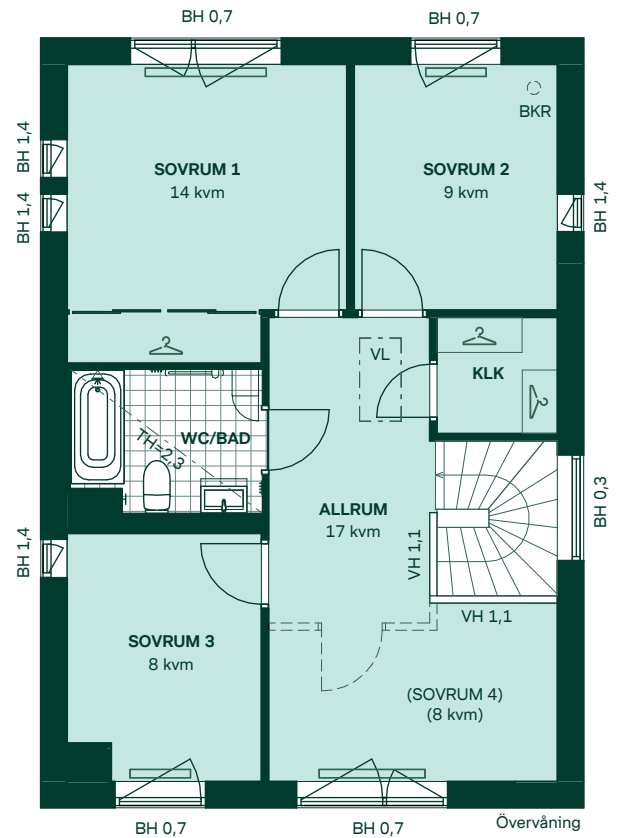 BH 0,7
BH 0,7
BKR
BH 1,4
SOVRUM 1
14 kvm
SOVRUM 2
9 kvm
BH 1,4
BH 1,4
VL
KLK
WC/BAD
TH=2,3
BH 0,3
ALLRUM
17 kvm
BH 1,4
VH 1,1
VH 1,1
SOVRUM 3
8 kvm
(SOVRUM 4)
(8 kvm)
BH 0,7
BH 0,7
Övervåning